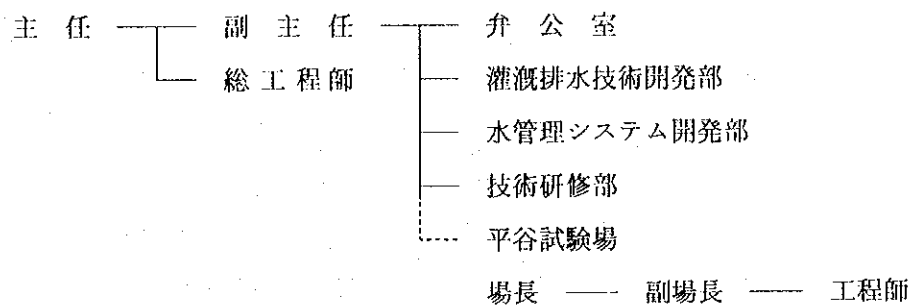 主任 副主任 弁公室
総工程師 灌漑排水技術開発部
水管理システム開発部
技術研修部
平谷試験場
場長 副場長 工程師